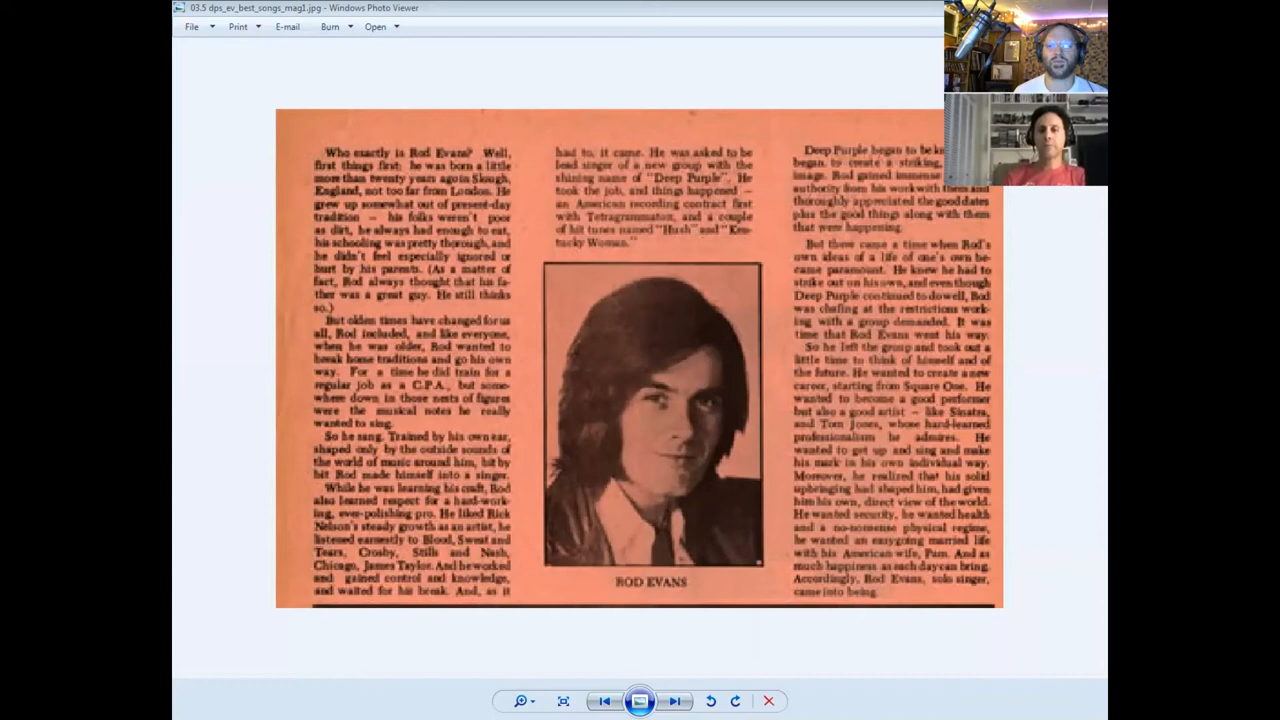 03.5 dps_ev_best_songs_mag1.jpg - Windows Photo Viewer
File Print E-mail Burn Open
Who exactly is Rod Evans? Well,
first things first: he was born a little
more than twenty years ago in Slough,
England, not too far from London. He
grew up somewhat out of present-day
tradition — his folks weren't poor
as dirt, he always had enough to eat,
his schooling was pretty thorough, and
he didn't feel especially ignored or
hurt by his parents. (As a matter of
fact, Rod always thought that his fa-
ther was a great guy. He still thinks
so.)
But olden times have changed for us
all, Rod included, and like everyone,
when he was older, Rod wanted to
break home traditions and go his own
way. For a time he did train for a
regular job as a C.P.A., but some-
where down in those nests of figures
were the musical notes he really
wanted to sing.
So he sang. Trained by his own ear,
shaped only by the outside sounds of
the world of music around him, bit by
bit Rod made himself into a singer.
While he was learning his craft, Rod
also learned respect for a hard-work-
ing, ever-polishing pro. He liked Rick
Nelson's steady growth as an artist, he
listened earnestly to Blood, Sweat and
Tears, Crosby, Stills and Nash,
Chicago, James Taylor. And he worked
and gained control and knowledge,
and waited for his break. And, as it
had to, it came. He was asked to be
lead singer of a new group with the
shining name of "Deep Purple". He
took the job, and things happened —
an American recording contract first
with Tetragrammaton, and a couple
of hit tunes named "Hush" and "Ken-
tucky Woman."
ROD EVANS
Deep Purple began to be
began to create a striking,
image. Rod gained immense
authority from his work with them and
thoroughly appreciated the good dates
plus the good things along with them
that were happening.
But there came a time when Rod's
own ideas of a life of one's own be-
came paramount. He knew he had to
strike out on his own, and even though
Deep Purple continued to do well, Rod
was chafing at the restrictions work-
ing with a group demanded. It was
time that Rod Evans went his way.
So he left the group and took out a
little time to think of himself and of
the future. He wanted to create a new
career, starting from Square One. He
wanted to become a good performer
but also a good artist — like Sinatra,
and Tom Jones, whose hard-learned
professionalism he admires. He
wanted to get up and sing and make
his mark in his own individual way.
Moreover, he realized that his solid
upbringing had shaped him, had given
him his own, direct view of the world.
He wanted security, he wanted health
and a no-nonsense physical regime,
he wanted an easygoing married life
with his American wife, Pam. And as
much happiness as each day can bring.
Accordingly, Rod Evans, solo singer,
came into being.